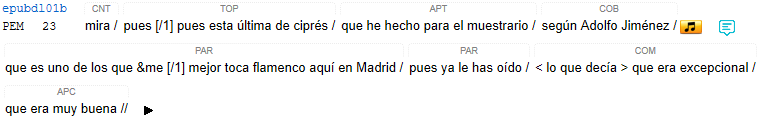 epubdl01b CNT TOP APT COB
PEM 23 mira / pues [/1] pues esta última de ciprés / que he hecho para el muestrario / según Adolfo Jiménez /
PAR PAR COM
que es uno de los que &me [/1] mejor toca flamenco aquí en Madrid / pues ya le has oído / < lo que decía > que era excepcional /
APC
que era muy buena //